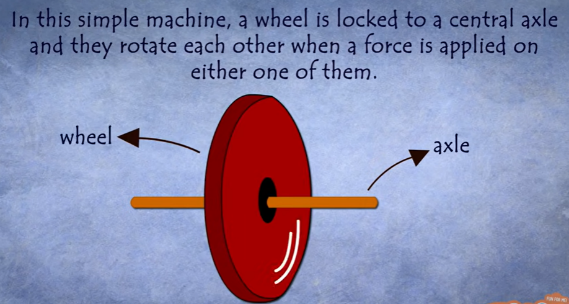 In this simple machine, a wheel is locked to a central axle
and they rotate each other when a force is applied on
either one of them.
wheel
axle